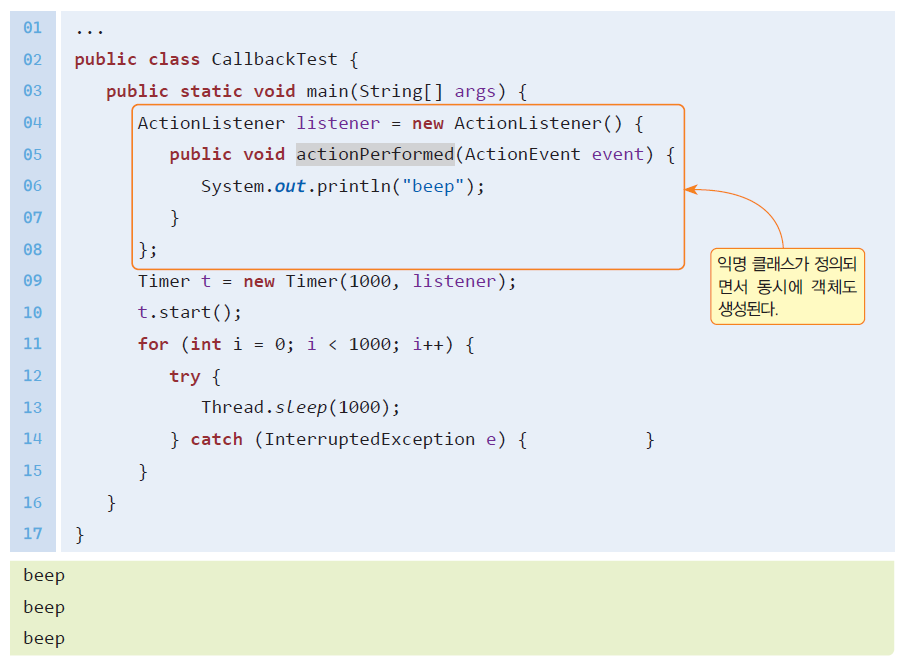 01 ...
02 public class CallbackTest {
03 public static void main(String[] args) {
04 ActionListener listener = new ActionListener() {
05 public void actionPerformed(ActionEvent event) {
06 System.out.println("beep");
07 }
08 };
09 Timer t = new Timer(1000, listener);
10 t.start();
11 for (int i = 0; i < 1000; i++) {
12 try {
13 Thread.sleep(1000);
14 } catch (InterruptedException e) { }
15 }
16 }
17 }
익명 클래스가 정의되
면서 동시에 객체도
생성된다.
beep
beep
beep